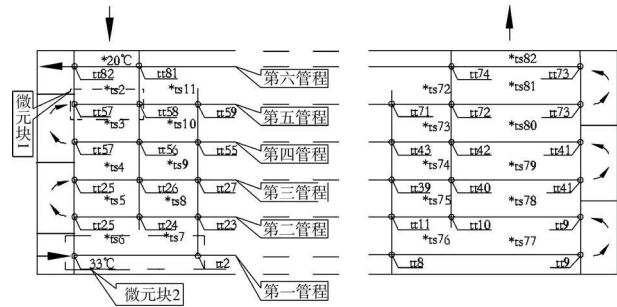 *20℃ *ts82
tt82 tt81 第六管程 tt74 tt73
*ts2 *ts11 *ts72 *ts81
微元块1
tt57 tt58 tt59 第五管程 tt71 tt72 tt73
*ts3 *ts10 *ts73 *ts80
tt57 tt56 tt55 第四管程 tt43 tt42 tt41
*ts4 *ts9 *ts74 *ts79
tt25 tt26 tt27 第三管程 tt39 tt40 tt41
*ts5 *ts8 *ts75 *ts78
tt25 tt24 tt23 第二管程 tt11 tt10 tt9
*ts6 *ts7 *ts76 *ts77
33℃ tt2 第一管程 tt8 tt9
微元块2